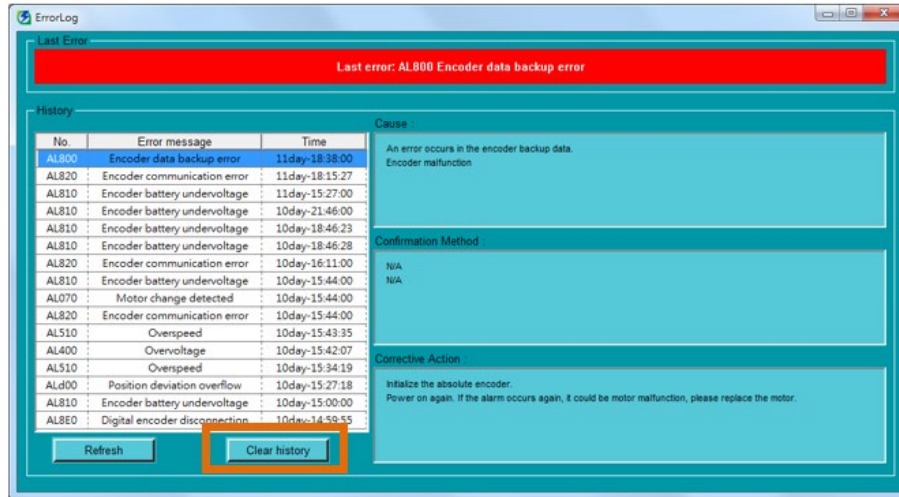 ErrorLog
Last Error
Last error: AL800 Encoder data backup error
History
No. Error message Time
AL800 Encoder data backup error 11day-18:38:00
AL820 Encoder communication error 11day-18:15:27
AL810 Encoder battery undervoltage 11day-15:27:00
AL810 Encoder battery undervoltage 10day-21:46:00
AL810 Encoder battery undervoltage 10day-18:46:23
AL810 Encoder battery undervoltage 10day-18:46:28
AL820 Encoder communication error 10day-16:11:00
AL810 Encoder battery undervoltage 10day-15:44:00
AL070 Motor change detected 10day-15:44:00
AL820 Encoder communication error 10day-15:44:00
AL510 Overspeed 10day-15:43:35
AL400 Overvoltage 10day-15:42:07
AL510 Overspeed 10day-15:34:19
ALd00 Position deviation overflow 10day-15:27:18
AL810 Encoder battery undervoltage 10day-15:00:00
AL8E0 Digital encoder disconnection 10day-14:59:55
Refresh Clear history
Cause :
An error occurs in the encoder backup data.
Encoder malfunction
Confirmation Method :
N/A
N/A
Corrective Action :
Initialize the absolute encoder.
Power on again. If the alarm occurs again, it could be motor malfunction, please replace the motor.